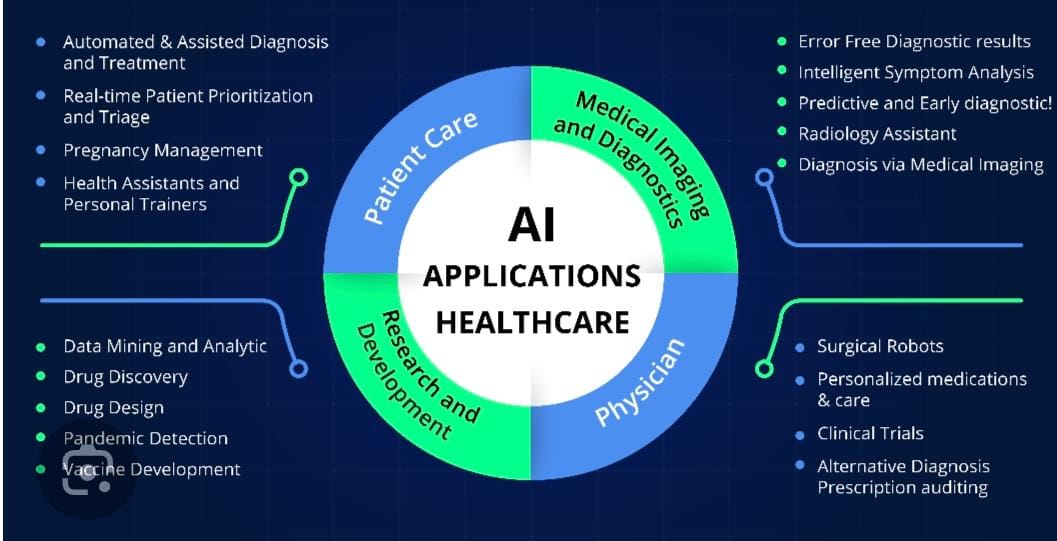 Automated & Assisted Diagnosis
and Treatment
Real-time Patient Prioritization
and Triage
Pregnancy Management
Health Assistants and
Personal Trainers
Error Free Diagnostic results
Intelligent Symptom Analysis
Predictive and Early diagnostic!
Radiology Assistant
Diagnosis via Medical Imaging
Patient Care
Medical Imaging
and Diagnostics
AI
APPLICATIONS
HEALTHCARE
Research and
Development
Physician
Data Mining and Analytic
Drug Discovery
Drug Design
Pandemic Detection
Vaccine Development
Surgical Robots
Personalized medications
& care
Clinical Trials
Alternative Diagnosis
Prescription auditing